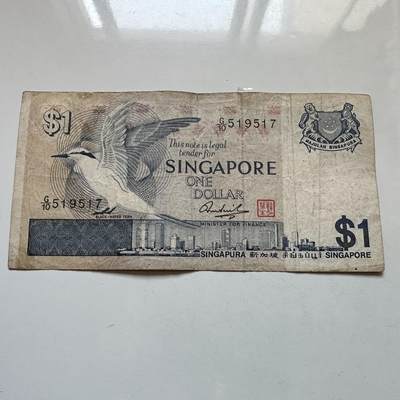 $1
G/10 519517
MAJULAH SINGAPURA
This note is legal
tender for
SINGAPORE
ONE
DOLLAR
G/10 519517
BLACK-NAPED TERN
MINISTER FOR FINANCE
$1
SINGAPURA 新加坡 SINGAPORE